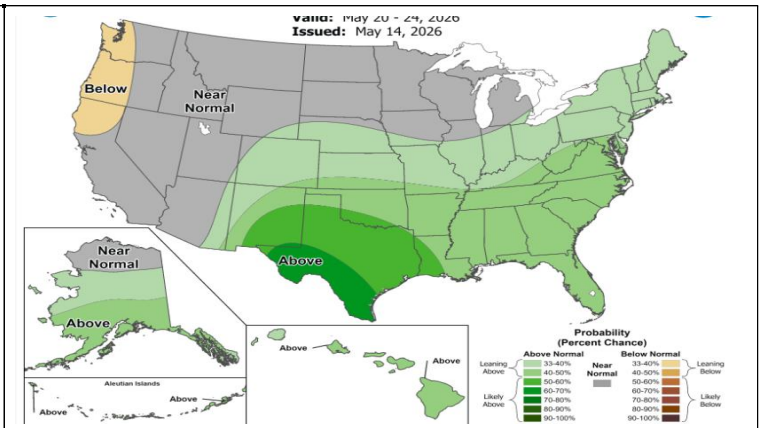 Valid: May 20 - 24, 2026
Issued: May 14, 2026
Below
Near
Normal
Above
Near
Normal
Above
Aleutian Islands
Above
Above
Above
Above
Probability
(Percent Chance)
Above Normal
Below Normal
Leaning
Above
33-40%
40-50%
50-60%
60-70%
70-80%
80-90%
90-100%
Likely
Above
Near
Normal
33-40%
40-50%
50-60%
60-70%
70-80%
80-90%
90-100%
Leaning
Below
Likely
Below